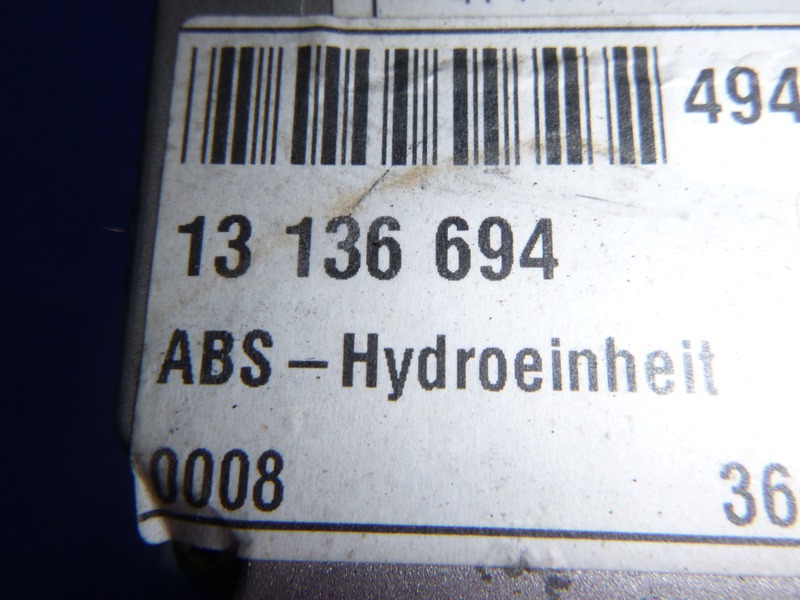 494
13 136 694
ABS – Hydroeinheit
0008 36